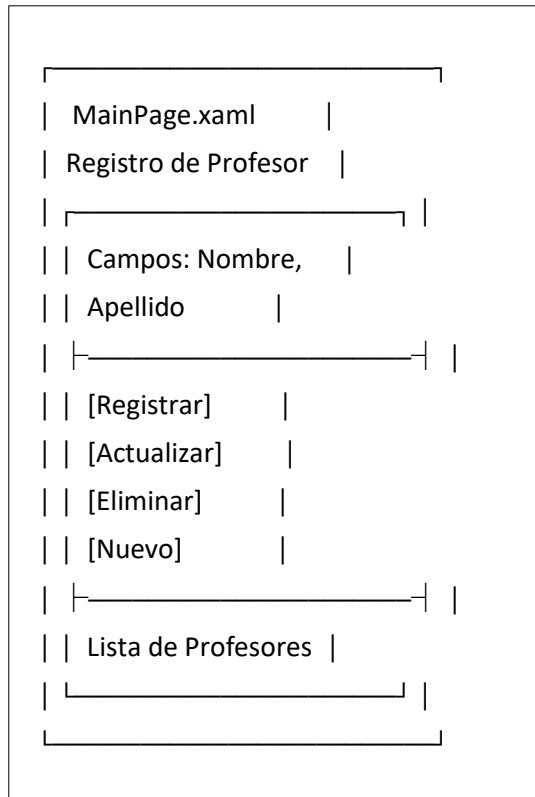 MainPage.xaml
Registro de Profesor
Campos: Nombre,
Apellido
[Registrar]
[Actualizar]
[Eliminar]
[Nuevo]
Lista de Profesores